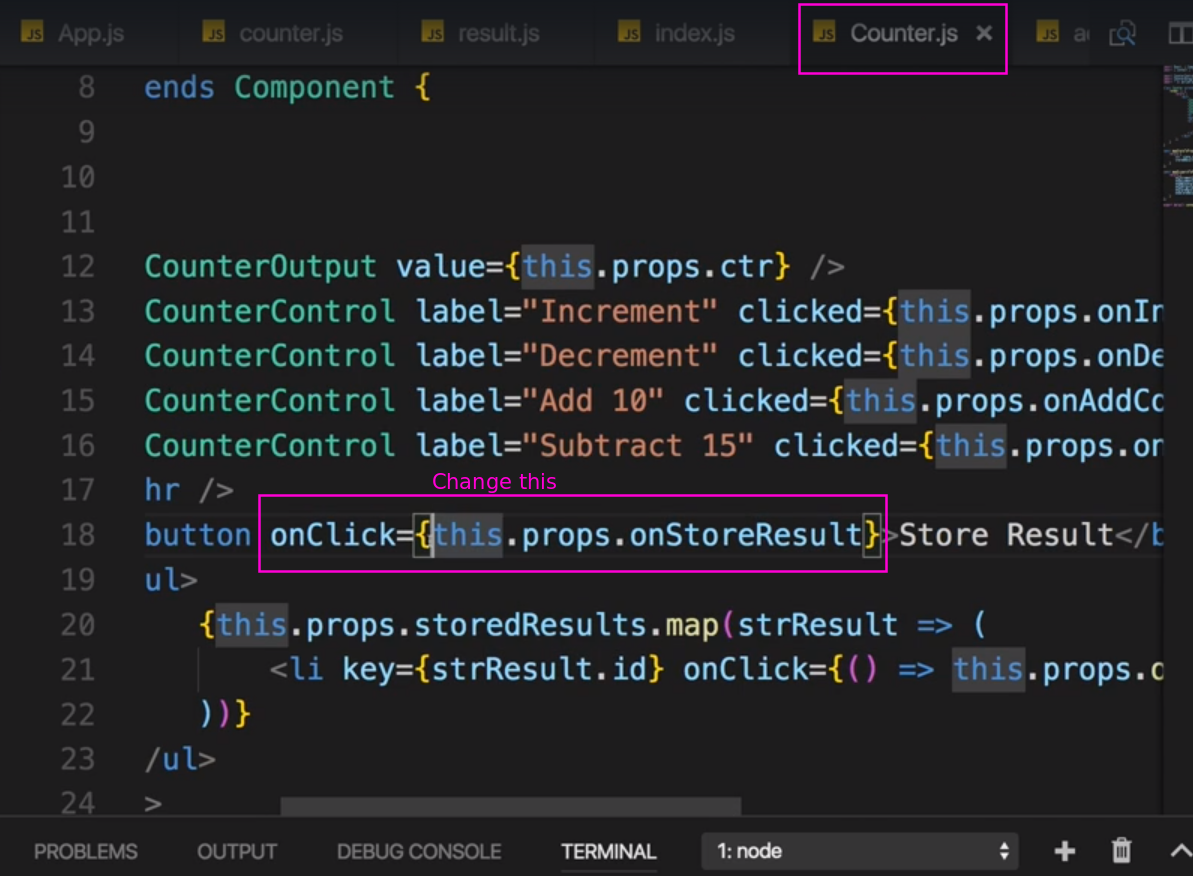 JS App.js JS counter.js JS result.js JS index.js JS Counter.js × JS
8 ends Component {
9
10
11
12 CounterOutput value={this.props.ctr} />
13 CounterControl label="Increment" clicked={this.props.onIn
14 CounterControl label="Decrement" clicked={this.props.onDe
15 CounterControl label="Add 10" clicked={this.props.onAddCo
16 CounterControl label="Subtract 15" clicked={this.props.on
17 hr />
Change this
18 button onClick={this.props.onStoreResult}>Store Result</b
19 ul>
20 {this.props.storedResults.map(strResult => (
21 <li key={strResult.id} onClick={() => this.props.o
22 ))}
23 /ul>
24 >
PROBLEMS OUTPUT DEBUG CONSOLE TERMINAL 1: node